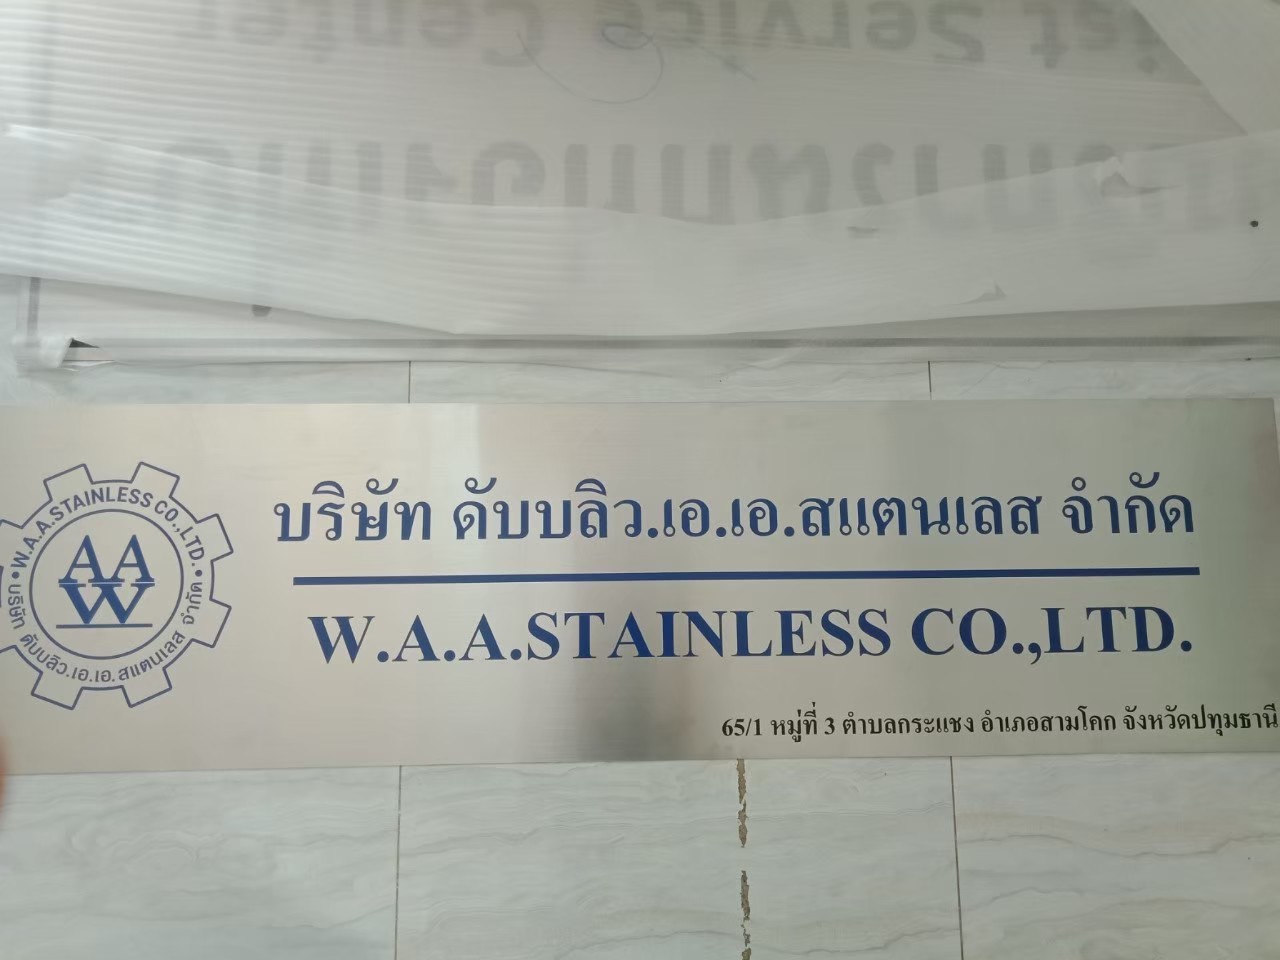 Service Center
W.A.A.STAINLESS CO.,LTD.
AA
W
บริษัท ดับบลิว.เอ.เอ.สแตนเลส จำกัด
บริษัท ดับบลิว.เอ.เอ.สแตนเลส จำกัด
W.A.A.STAINLESS CO.,LTD.
65/1 หมู่ที่ 3 ตำบลกระแชง อำเภอสามโคก จังหวัดปทุมธานี